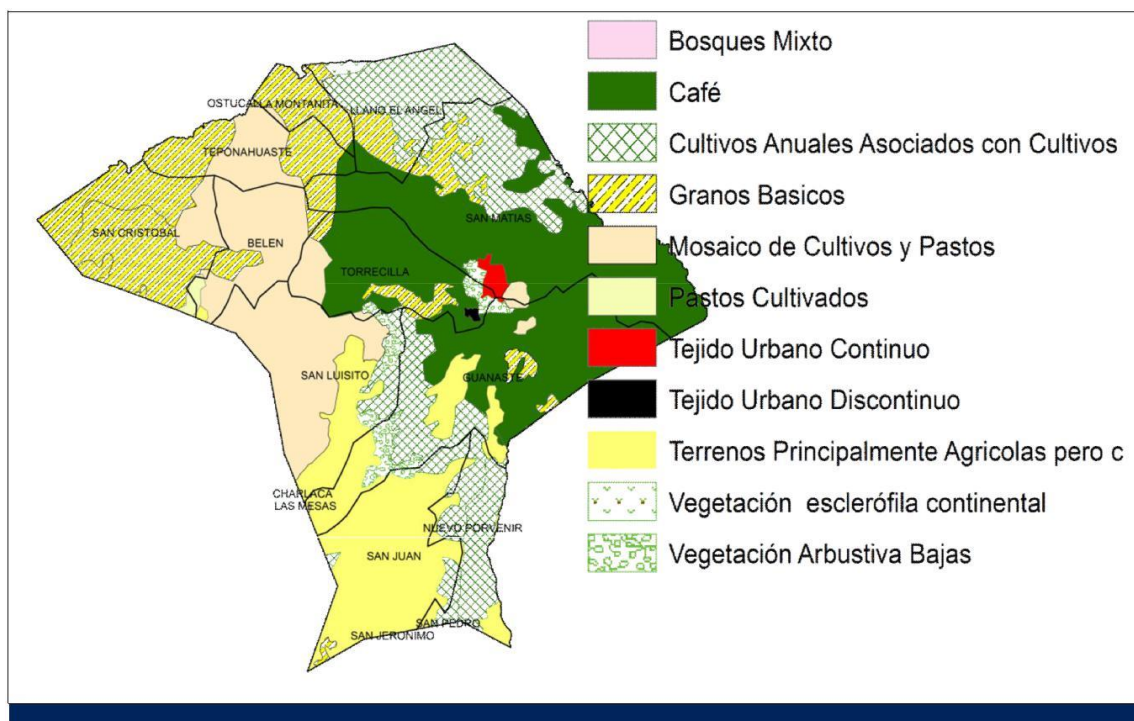 OSTUCALLA MONTAÑITA
LLANO EL ANGEL
TEPONAHUASTE
SAN CRISTOBAL
BELEN
SAN MATIAS
TORRECILLA
SAN LUISITO
GUANASTE
CHARLACA
LAS MESAS
NUEVO PORVENIR
SAN JUAN
SAN PEDRO
SAN JERONIMO
Bosques Mixto
Café
Cultivos Anuales Asociados con Cultivos
Granos Basicos
Mosaico de Cultivos y Pastos
Pastos Cultivados
Tejido Urbano Continuo
Tejido Urbano Discontinuo
Terrenos Principalmente Agricolas pero c
Vegetación esclerófila continental
Vegetación Arbustiva Bajas